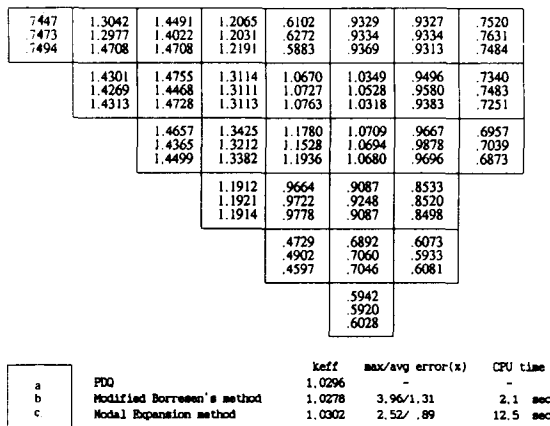 .7447 1.3042 1.4491 1.2065 .6102 .9329 .9327 .7520
.7473 1.2977 1.4022 1.2031 .6272 .9334 .9334 .7631
.7494 1.4708 1.4708 1.2191 .5883 .9369 .9313 .7484
1.4301 1.4755 1.3114 1.0670 1.0349 .9496 .7340
1.4269 1.4468 1.3111 1.0727 1.0528 .9580 .7483
1.4313 1.4728 1.3113 1.0763 1.0318 .9383 .7251
1.4657 1.3425 1.1780 1.0709 .9667 .6957
1.4365 1.3212 1.1528 1.0694 .9878 .7039
1.4499 1.3382 1.1936 1.0680 .9696 .6873
1.1912 .9664 .9087 .8533
1.1921 .9722 .9248 .8520
1.1914 .9778 .9087 .8498
.4729 .6892 .6073
.4902 .7060 .5933
.4597 .7046 .6081
.5942
.5920
.6028
keff max/avg error(x) CPU time
a PDQ 1.0296 - -
b Modified Borresen's method 1.0278 3.96/1.31 2.1 sec
c. Nodal Expansion method 1.0302 2.52/ .89 12.5 sec